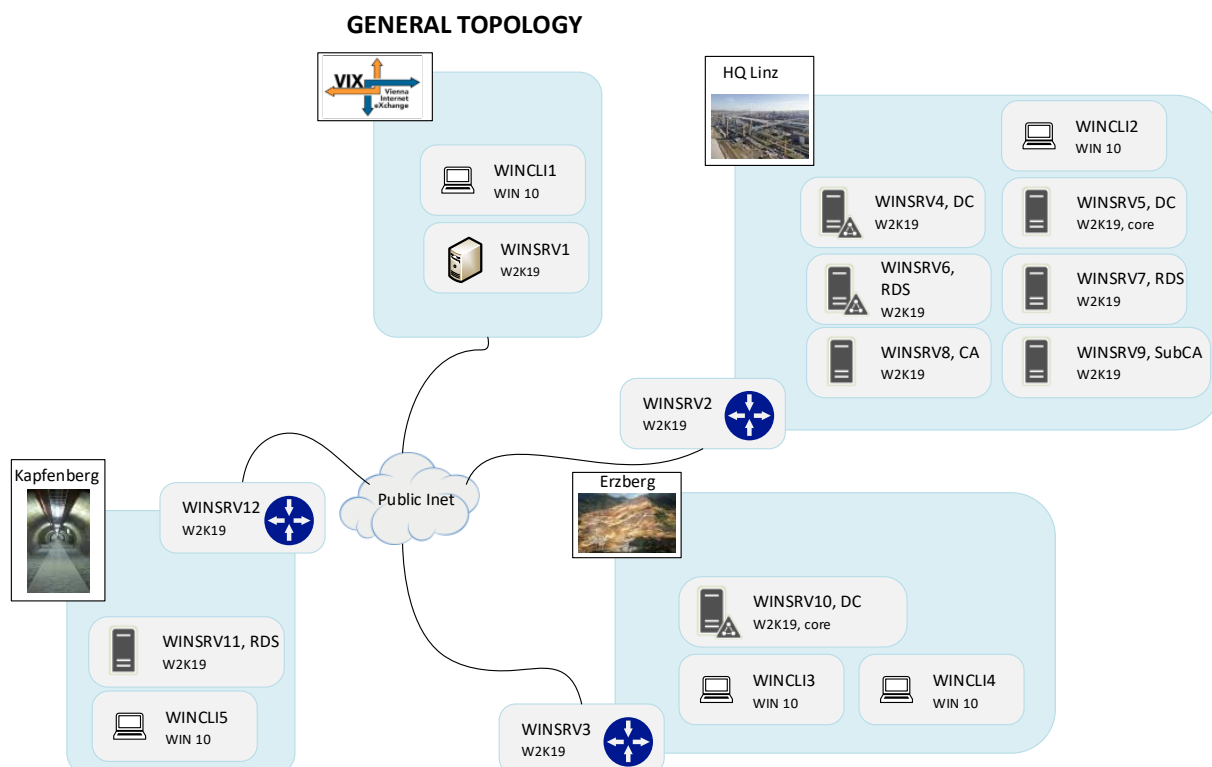 GENERAL TOPOLOGY
VIX
Vienna
Internet
eXchange
WINCLI1
WIN 10
WINSRV1
W2K19
HQ Linz
WINCLI2
WIN 10
WINSRV4, DC
W2K19
WINSRV5, DC
W2K19, core
WINSRV6,
RDS
W2K19
WINSRV7, RDS
W2K19
WINSRV8, CA
W2K19
WINSRV9, SubCA
W2K19
WINSRV2
W2K19
Kapfenberg
WINSRV12
W2K19
Public Inet
Erzberg
WINSRV10, DC
W2K19, core
WINSRV11, RDS
W2K19
WINCLI3
WIN 10
WINCLI4
WIN 10
WINCLI5
WIN 10
WINSRV3
W2K19